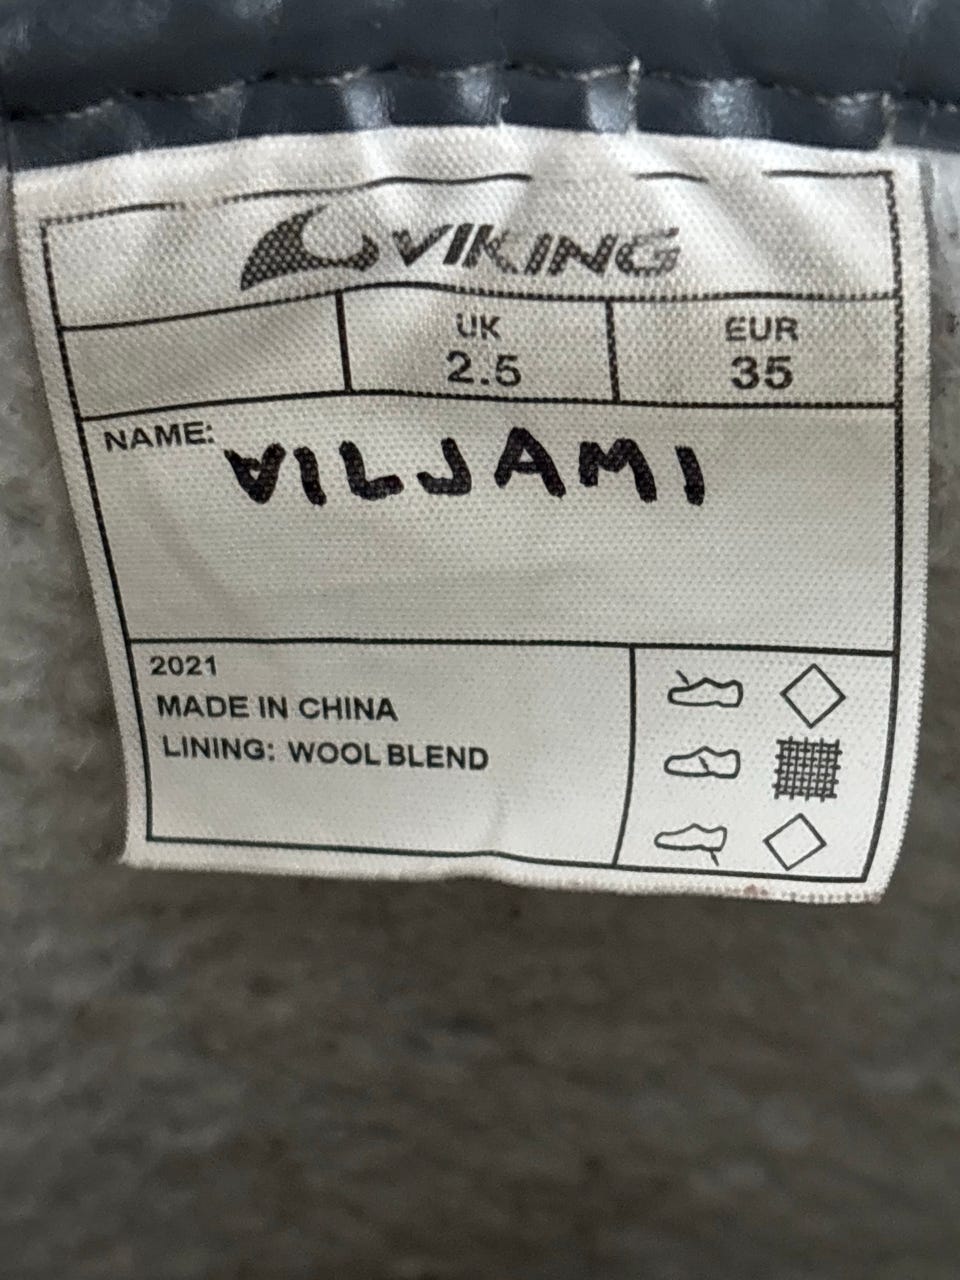 VIKING
UK EUR
2.5 35
NAME: VILJAMI
2021
MADE IN CHINA
LINING: WOOL BLEND